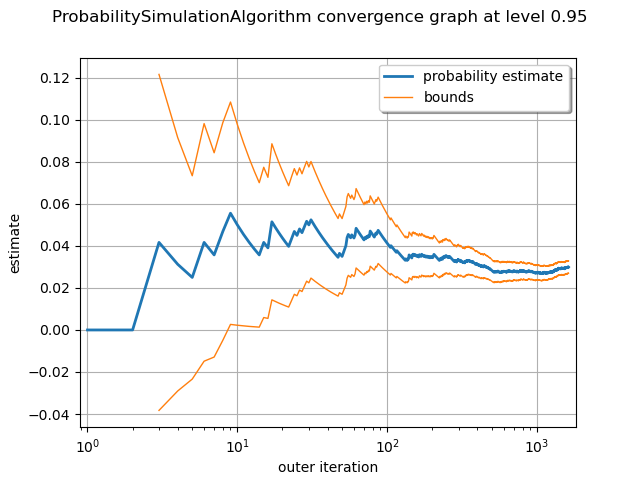 ProbabilitySimulationAlgorithm convergence graph at level 0.95
probability estimate
bounds
0.12
0.10
0.08
0.06
0.04
0.02
0.00
−0.02
−0.04
estimate
10⁰
10¹
10²
10³
outer iteration